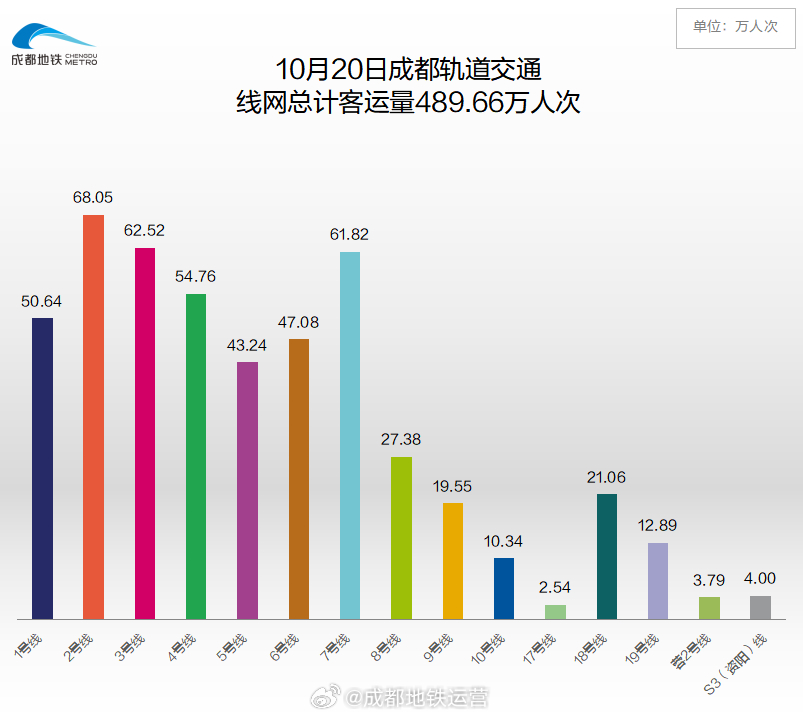 成都地铁 CHENGDU METRO
单位：万人次
10月20日成都轨道交通
线网总计客运量489.66万人次
50.64
68.05
62.52
54.76
43.24
47.08
61.82
27.38
19.55
10.34
2.54
21.06
12.89
3.79
4.00
1号线
2号线
3号线
4号线
5号线
6号线
7号线
8号线
9号线
10号线
17号线
18号线
19号线
蓉2号线
S3（资阳）线
@成都地铁运营